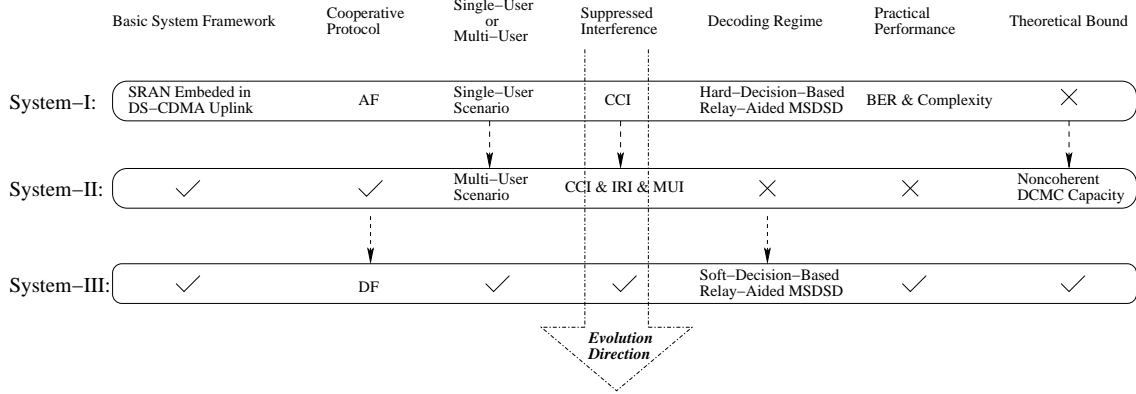 Basic System Framework
Cooperative
Protocol
Single−User
or
Multi−User
Suppressed
Interference
Decoding Regime
Practical
Performance
Theoretical Bound
System−I:
SRAN Embeded in
DS−CDMA Uplink
AF
Single−User
Scenario
CCI
Hard−Decision−Based
Relay−Aided MSDSD
BER & Complexity
System−II:
Multi−User
Scenario
CCI & IRI & MUI
Noncoherent
DCMC Capacity
System−III:
DF
Soft−Decision−Based
Relay−Aided MSDSD
Evolution
Direction